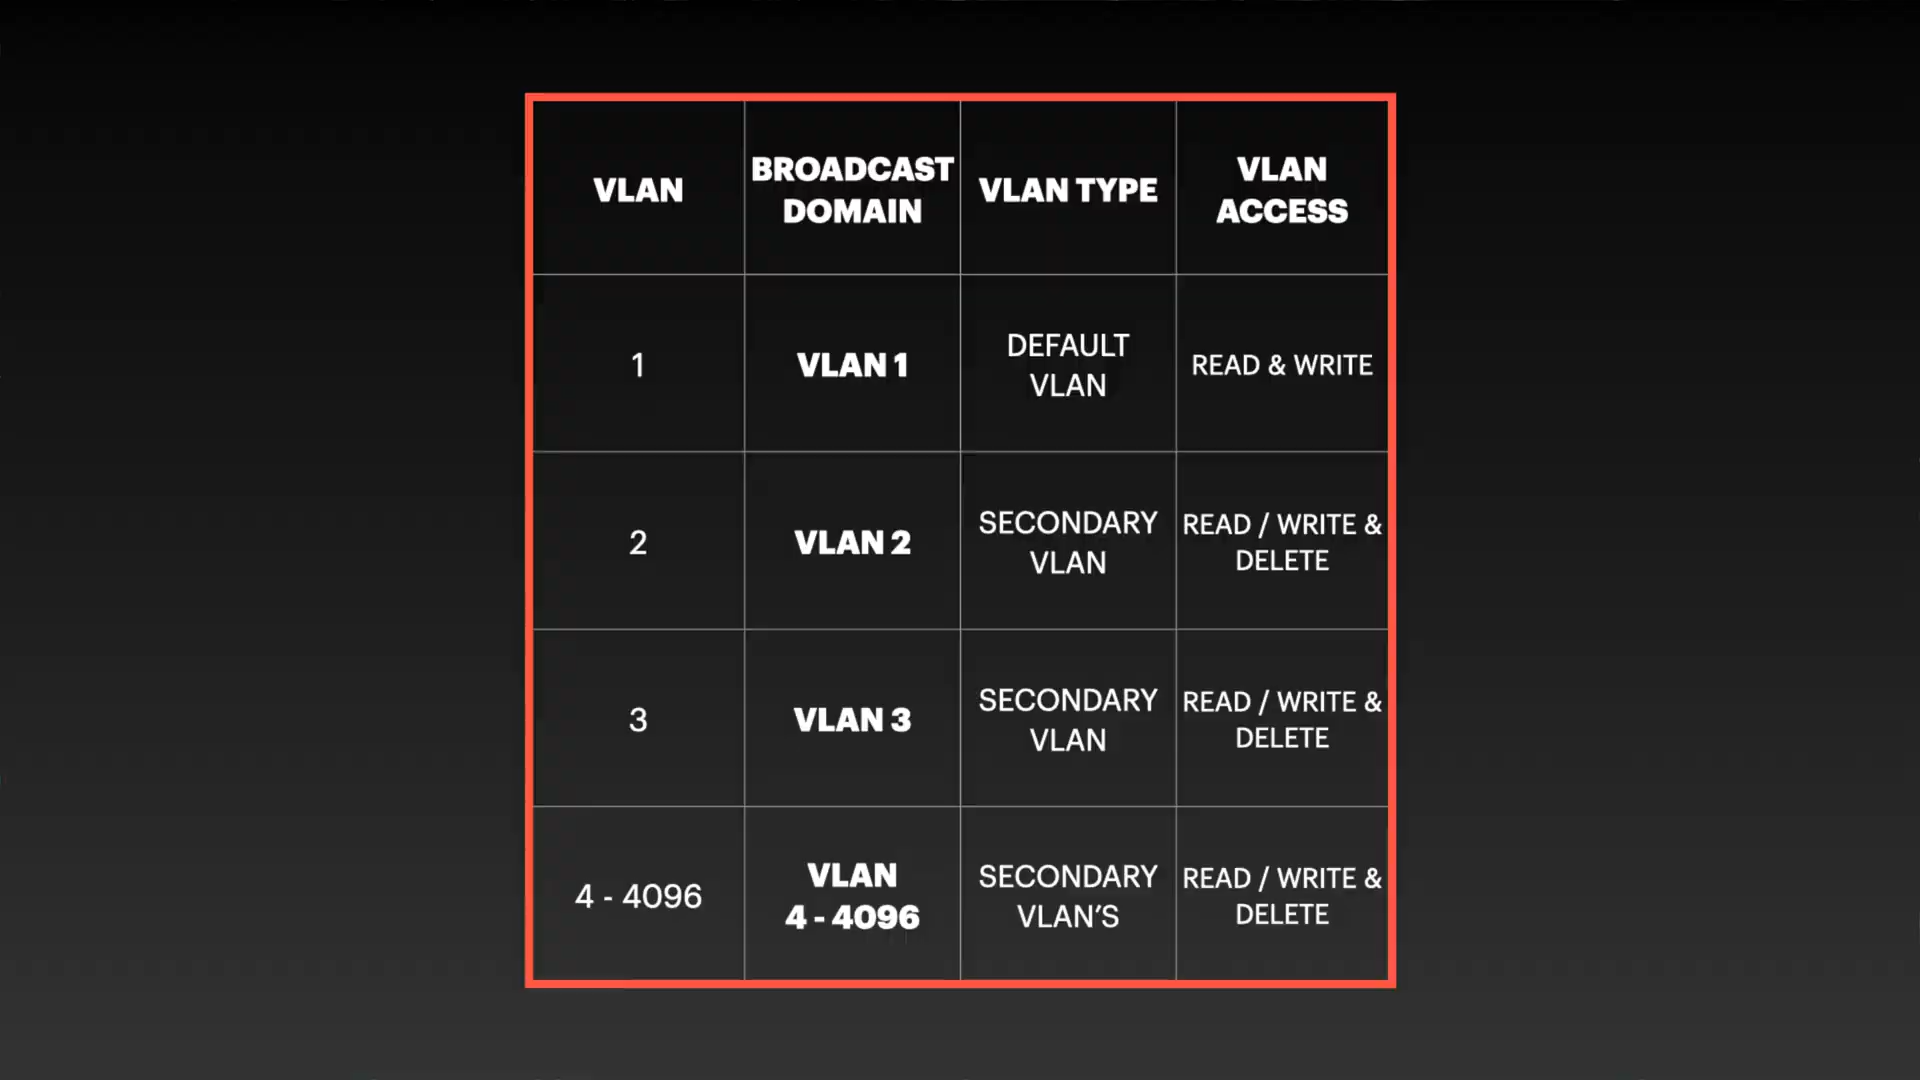 VLAN
BROADCAST
DOMAIN
VLAN TYPE
VLAN
ACCESS
1
VLAN 1
DEFAULT
VLAN
READ & WRITE
2
VLAN 2
SECONDARY
VLAN
READ / WRITE &
DELETE
3
VLAN 3
SECONDARY
VLAN
READ / WRITE &
DELETE
4 - 4096
VLAN
4 - 4096
SECONDARY
VLAN’S
READ / WRITE &
DELETE